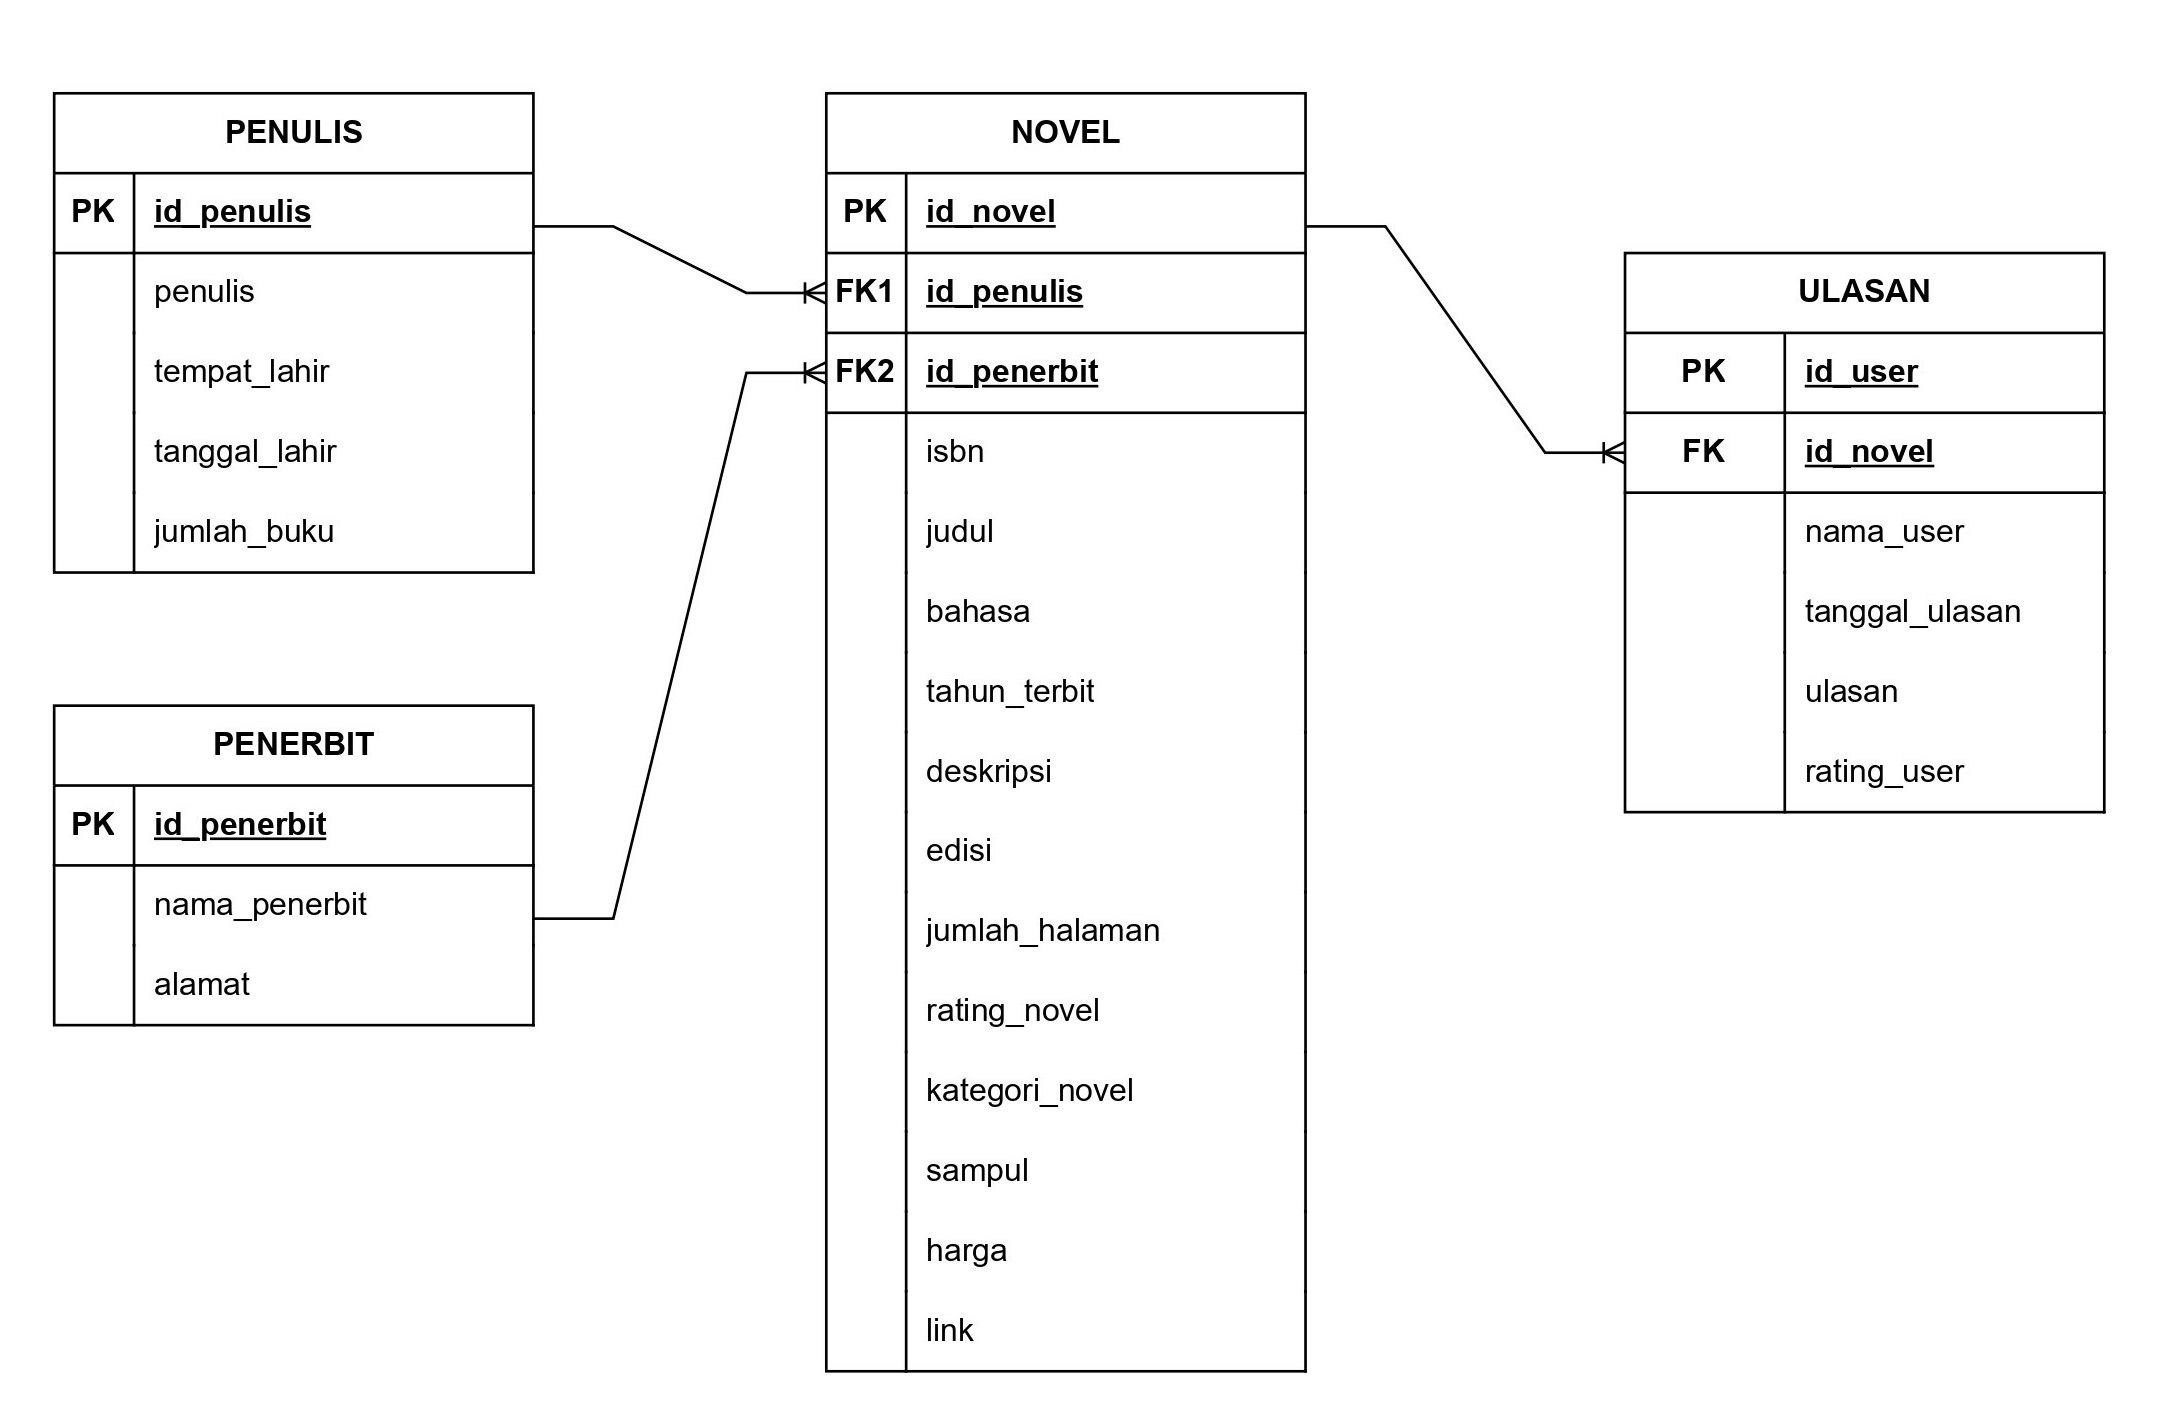 PENULIS
PK id_penulis
penulis
tempat_lahir
tanggal_lahir
jumlah_buku
PENERBIT
PK id_penerbit
nama_penerbit
alamat
NOVEL
PK id_novel
FK1 id_penulis
FK2 id_penerbit
isbn
judul
bahasa
tahun_terbit
deskripsi
edisi
jumlah_halaman
rating_novel
kategori_novel
sampul
harga
link
ULASAN
PK id_user
FK id_novel
nama_user
tanggal_ulasan
ulasan
rating_user